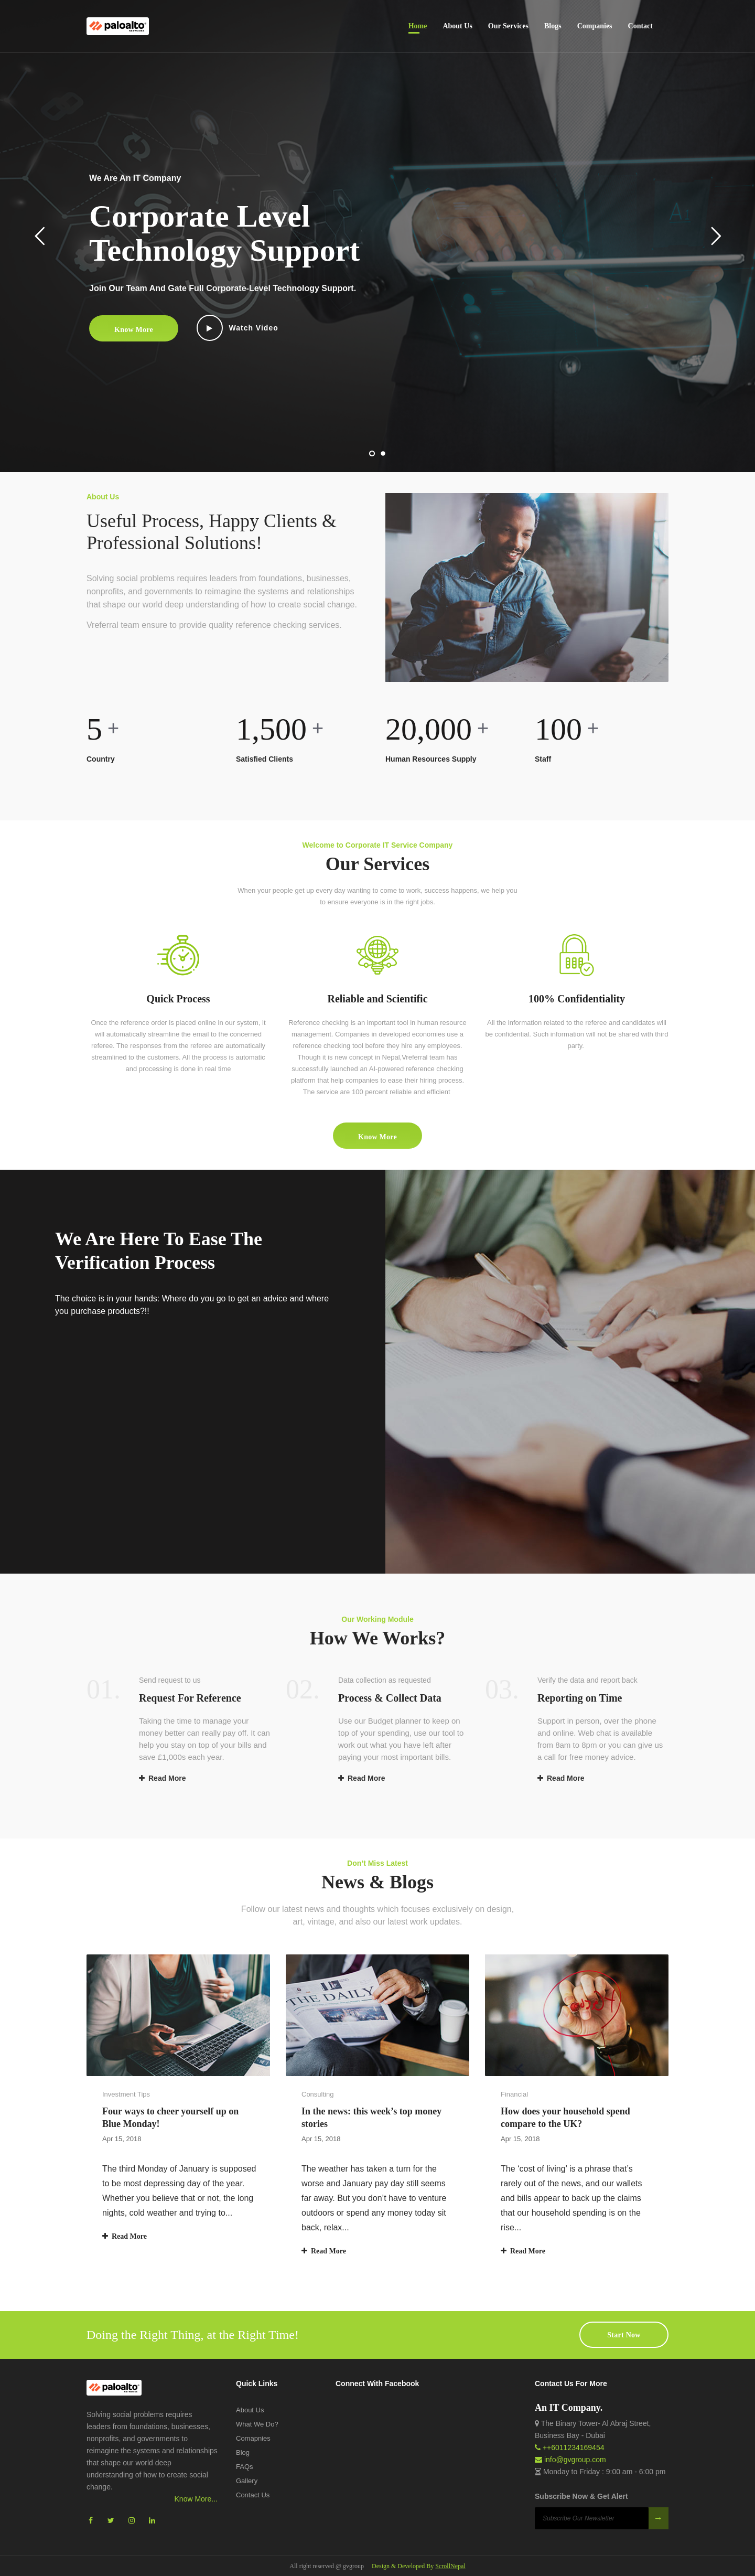 paloalto
NETWORKS
Home
About Us
Our Services
Blogs
Companies
Contact
We Are An IT Company
Corporate Level
Technology Support
Join Our Team And Gate Full Corporate-Level Technology Support.
Know More
Watch Video
About Us
Useful Process, Happy Clients &
Professional Solutions!
Solving social problems requires leaders from foundations, businesses,
nonprofits, and governments to reimagine the systems and relationships
that shape our world deep understanding of how to create social change.
Vreferral team ensure to provide quality reference checking services.
5 +
Country
1,500 +
Satisfied Clients
20,000 +
Human Resources Supply
100 +
Staff
Welcome to Corporate IT Service Company
Our Services
When your people get up every day wanting to come to work, success happens, we help you
to ensure everyone is in the right jobs.
Quick Process
Once the reference order is placed online in our system, it
will automatically streamline the email to the concerned
referee. The responses from the referee are automatically
streamlined to the customers. All the process is automatic
and processing is done in real time
Reliable and Scientific
Reference checking is an important tool in human resource
management. Companies in developed economies use a
reference checking tool before they hire any employees.
Though it is new concept in Nepal,Vreferral team has
successfully launched an AI-powered reference checking
platform that help companies to ease their hiring process.
The service are 100 percent reliable and efficient
100% Confidentiality
All the information related to the referee and candidates will
be confidential. Such information will not be shared with third
party.
Know More
We Are Here To Ease The
Verification Process
The choice is in your hands: Where do you go to get an advice and where
you purchase products?!!
Our Working Module
How We Works?
01.
Send request to us
Request For Reference
Taking the time to manage your
money better can really pay off. It can
help you stay on top of your bills and
save £1,000s each year.
Read More
02.
Data collection as requested
Process & Collect Data
Use our Budget planner to keep on
top of your spending, use our tool to
work out what you have left after
paying your most important bills.
Read More
03.
Verify the data and report back
Reporting on Time
Support in person, over the phone
and online. Web chat is available
from 8am to 8pm or you can give us
a call for free money advice.
Read More
Don't Miss Latest
News & Blogs
Follow our latest news and thoughts which focuses exclusively on design,
art, vintage, and also our latest work updates.
THE DAILY
Investment Tips
Four ways to cheer yourself up on
Blue Monday!
Apr 15, 2018
The third Monday of January is supposed
to be most depressing day of the year.
Whether you believe that or not, the long
nights, cold weather and trying to...
Read More
Consulting
In the news: this week's top money
stories
Apr 15, 2018
The weather has taken a turn for the
worse and January pay day still seems
far away. But you don't have to venture
outdoors or spend any money today sit
back, relax...
Read More
Financial
How does your household spend
compare to the UK?
Apr 15, 2018
The 'cost of living' is a phrase that's
rarely out of the news, and our wallets
and bills appear to back up the claims
that our household spending is on the
rise...
Read More
Doing the Right Thing, at the Right Time!
Start Now
paloalto
NETWORKS
Solving social problems requires
leaders from foundations, businesses,
nonprofits, and governments to
reimagine the systems and relationships
that shape our world deep
understanding of how to create social
change.
Know More...
Quick Links
About Us
What We Do?
Comapnies
Blog
FAQs
Gallery
Contact Us
Connect With Facebook
Contact Us For More
An IT Company.
The Binary Tower- Al Abraj Street,
Business Bay - Dubai
++6011234169454
info@gvgroup.com
Monday to Friday : 9:00 am - 6:00 pm
Subscribe Now & Get Alert
Subscribe Our Newsletter
All right reserved @ gvgroup Design & Developed By ScrollNepal